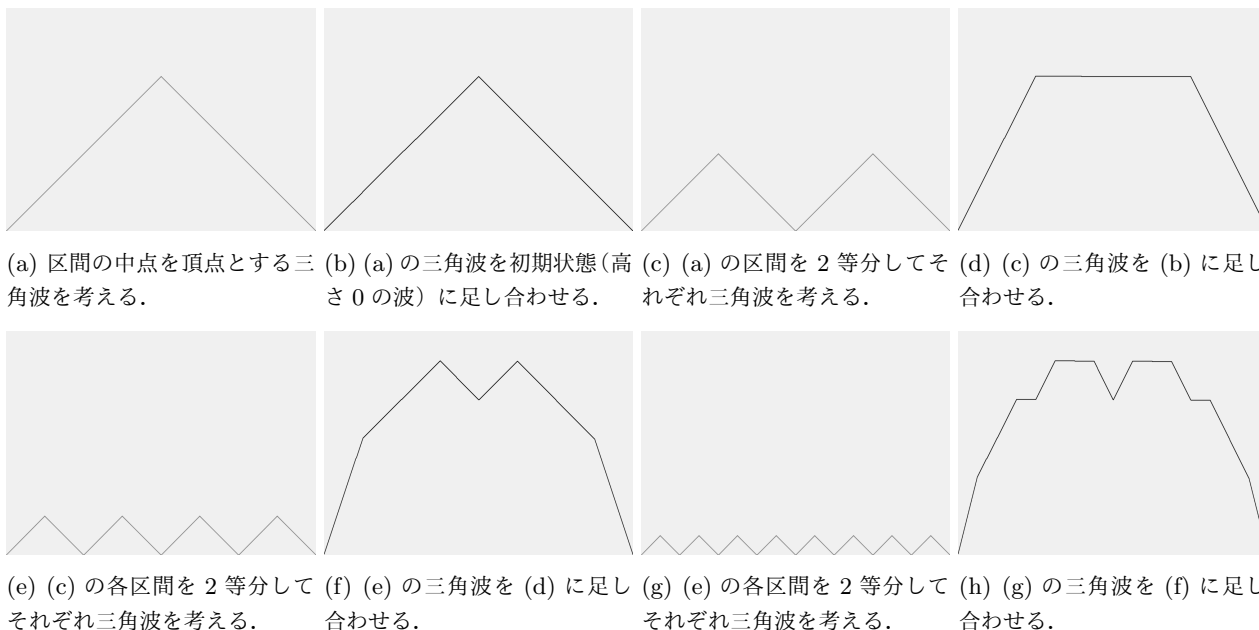 (a) 区間の中点を頂点とする三
角波を考える．
(b) (a) の三角波を初期状態（高
さ 0 の波）に足し合わせる．
(c) (a) の区間を 2 等分してそ
れぞれ三角波を考える．
(d) (c) の三角波を (b) に足し
合わせる．
(e) (c) の各区間を 2 等分して
それぞれ三角波を考える．
(f) (e) の三角波を (d) に足し
合わせる．
(g) (e) の各区間を 2 等分して
それぞれ三角波を考える．
(h) (g) の三角波を (f) に足し
合わせる．